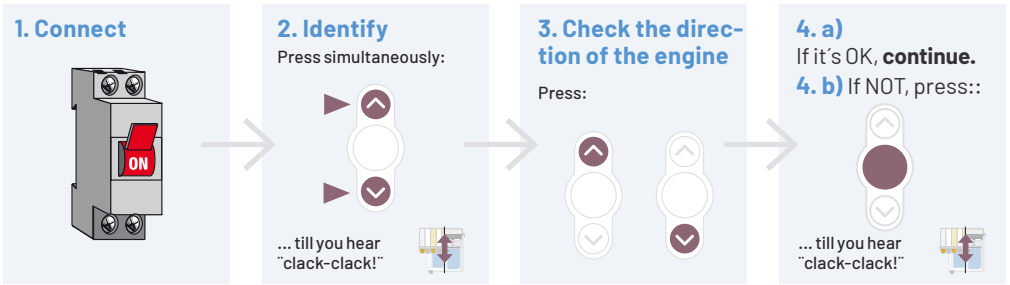 1. Connect
ON
2. Identify
Press simultaneously:
... till you hear
¨clack-clack!¨
3. Check the direc-
tion of the engine
Press:
4. a)
If it´s OK, continue.
4. b) If NOT, press::
... till you hear
¨clack-clack!¨